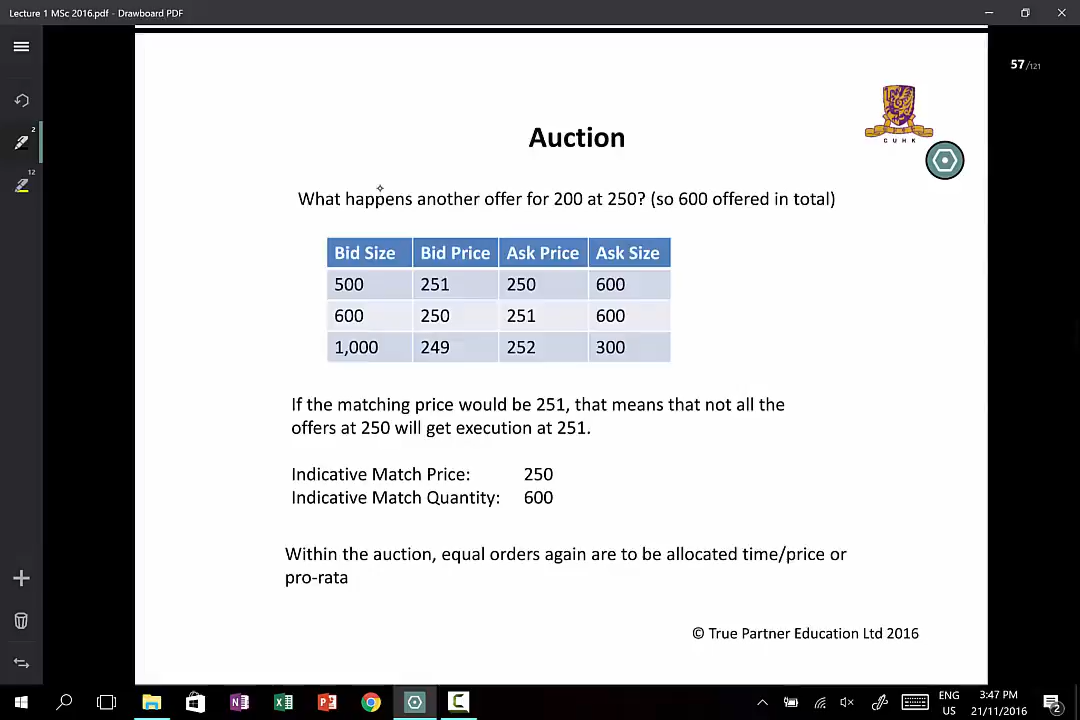 Lecture 1 MSc 2016.pdf - Drawboard PDF
57/121
CUHK
Auction
What happens another offer for 200 at 250? (so 600 offered in total)
Bid Size Bid Price Ask Price Ask Size
500 251 250 600
600 250 251 600
1,000 249 252 300
If the matching price would be 251, that means that not all the
offers at 250 will get execution at 251.
Indicative Match Price: 250
Indicative Match Quantity: 600
Within the auction, equal orders again are to be allocated time/price or
pro-rata
© True Partner Education Ltd 2016
2
12
ENG
US
3:47 PM
21/11/2016
2